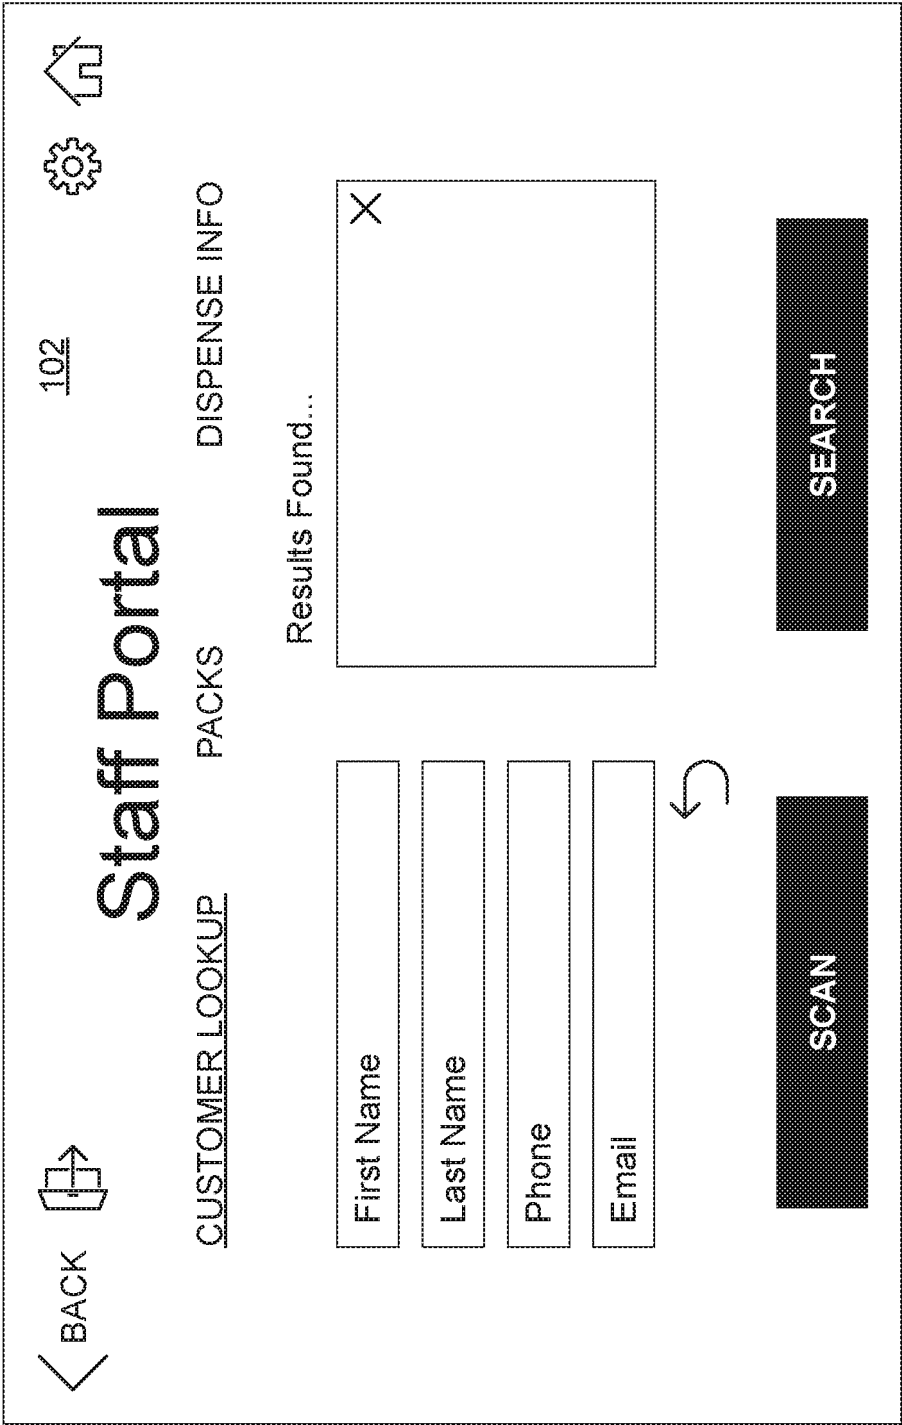 BACK
102
Staff Portal
CUSTOMER LOOKUP
PACKS
DISPENSE INFO
Results Found...
First Name
Last Name
Phone
Email
SCAN
SEARCH